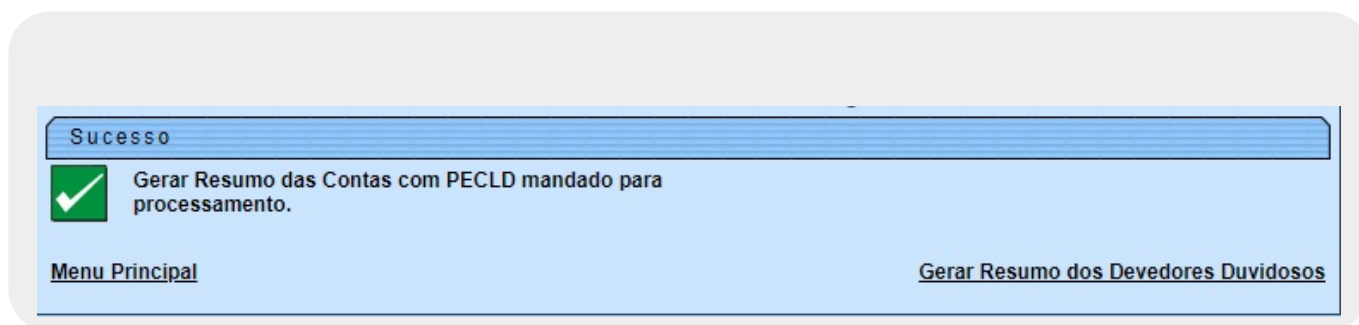 Sucesso
Gerar Resumo das Contas com PECLD mandado para
processamento.
Menu Principal
Gerar Resumo dos Devedores Duvidosos